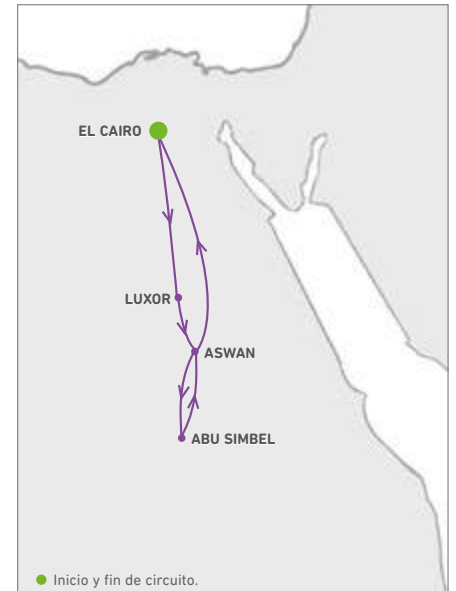 EL CAIRO
LUXOR
ASWAN
ABU SIMBEL
Inicio y fin de circuito.